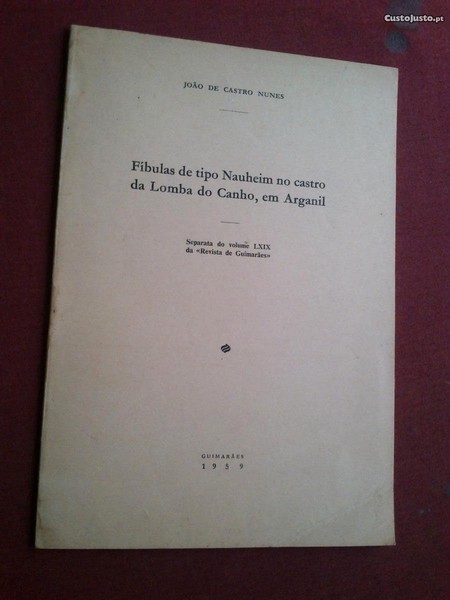 CustoJusto.pt
JOÃO DE CASTRO NUNES
Fíbulas de tipo Nauheim no castro
da Lomba do Canho, em Arganil
Separata do volume LXIX
da «Revista de Guimarães»
GUIMARÃES
1959